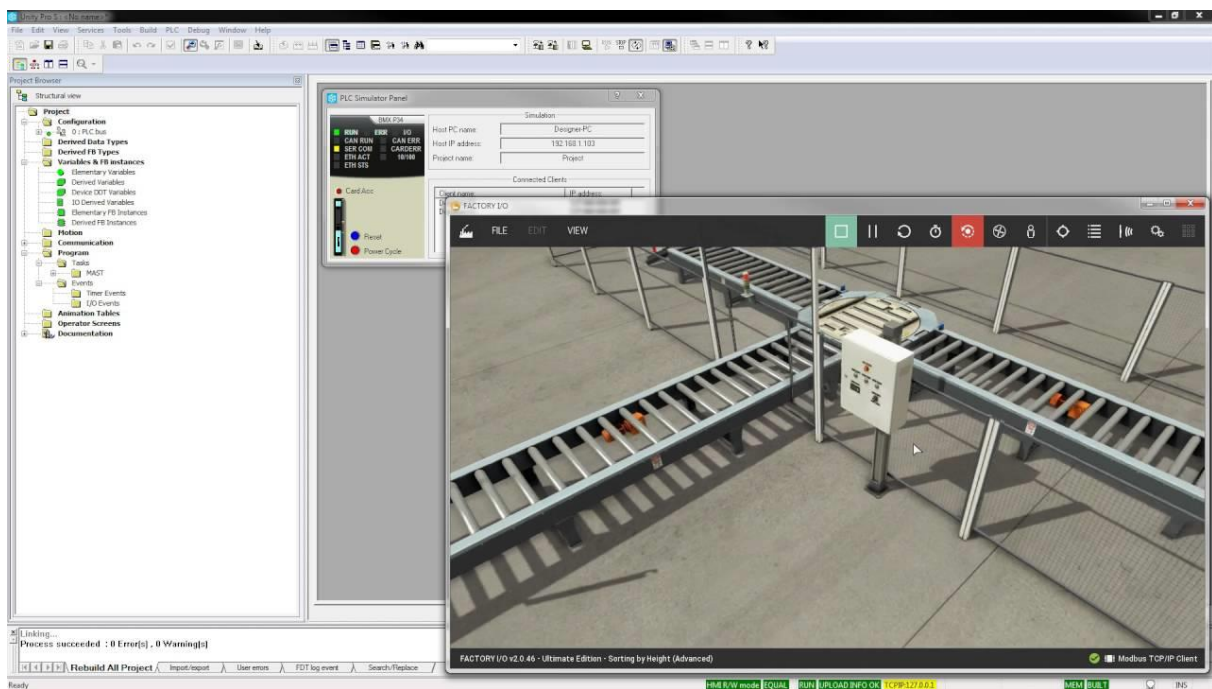 Unity Pro S : <No name>*
File Edit View Services Tools Build PLC Debug Window Help
Project Browser
Structural view
Project
Configuration
0 : PLC bus
Derived Data Types
Derived FB Types
Variables & FB instances
Elementary Variables
Derived Variables
Device DDT Variables
IO Derived Variables
Elementary FB Instances
Derived FB Instances
Motion
Communication
Program
Tasks
MAST
Events
Timer Events
I/O Events
Animation Tables
Operator Screens
Documentation
PLC Simulator Panel
BMX P34
RUN ERR I/O
CAN RUN CAN ERR
SER COM CARDERR
ETH ACT 10/100
ETH STS
Card Acc
Reset
Power Cycle
Simulation
Host PC name: Designer-PC
Host IP address: 192.168.1.103
Project name: Project
Connected Clients
Client name IP address
FACTORY I/O
FILE EDIT VIEW
FACTORY I/O v2.0.46 - Ultimate Edition - Sorting by Height (Advanced)
Modbus TCP/IP Client
Linking...
Process succeeded : 0 Error(s) , 0 Warning(s)
Rebuild All Project Import/export User errors FDT log event Search/Replace
Ready
HMI R/W mode EQUAL RUN UPLOAD INFO OK TCPIP:127.0.0.1 MEM BUILT INS